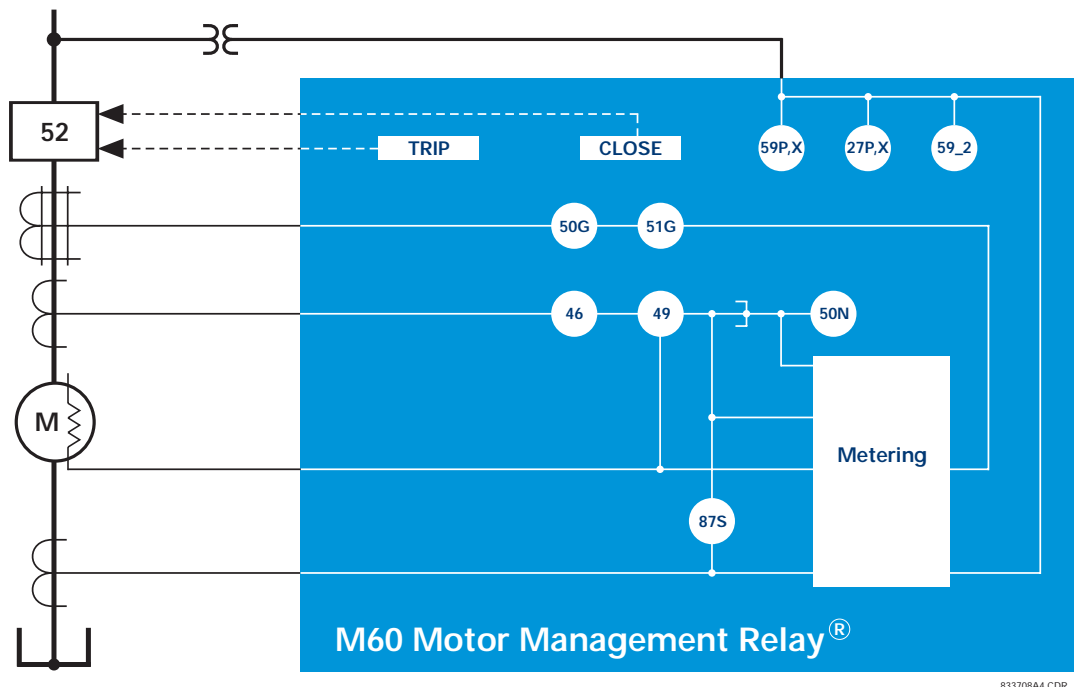 52
TRIP
CLOSE
59P,X
27P,X
59_2
50G
51G
46
49
50N
M
Metering
87S
M60 Motor Management Relay®
833708A4.CDR